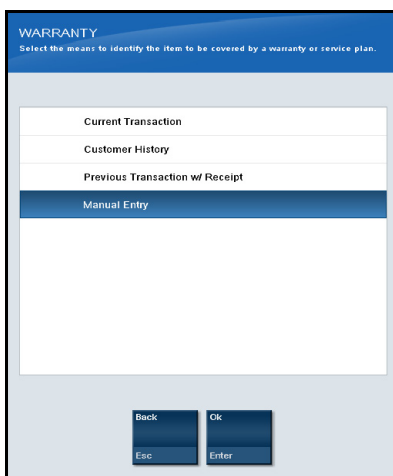 WARRANTY
Select the means to identify the item to be covered by a warranty or service plan.
Current Transaction
Customer History
Previous Transaction w/ Receipt
Manual Entry
Back Ok
Esc Enter